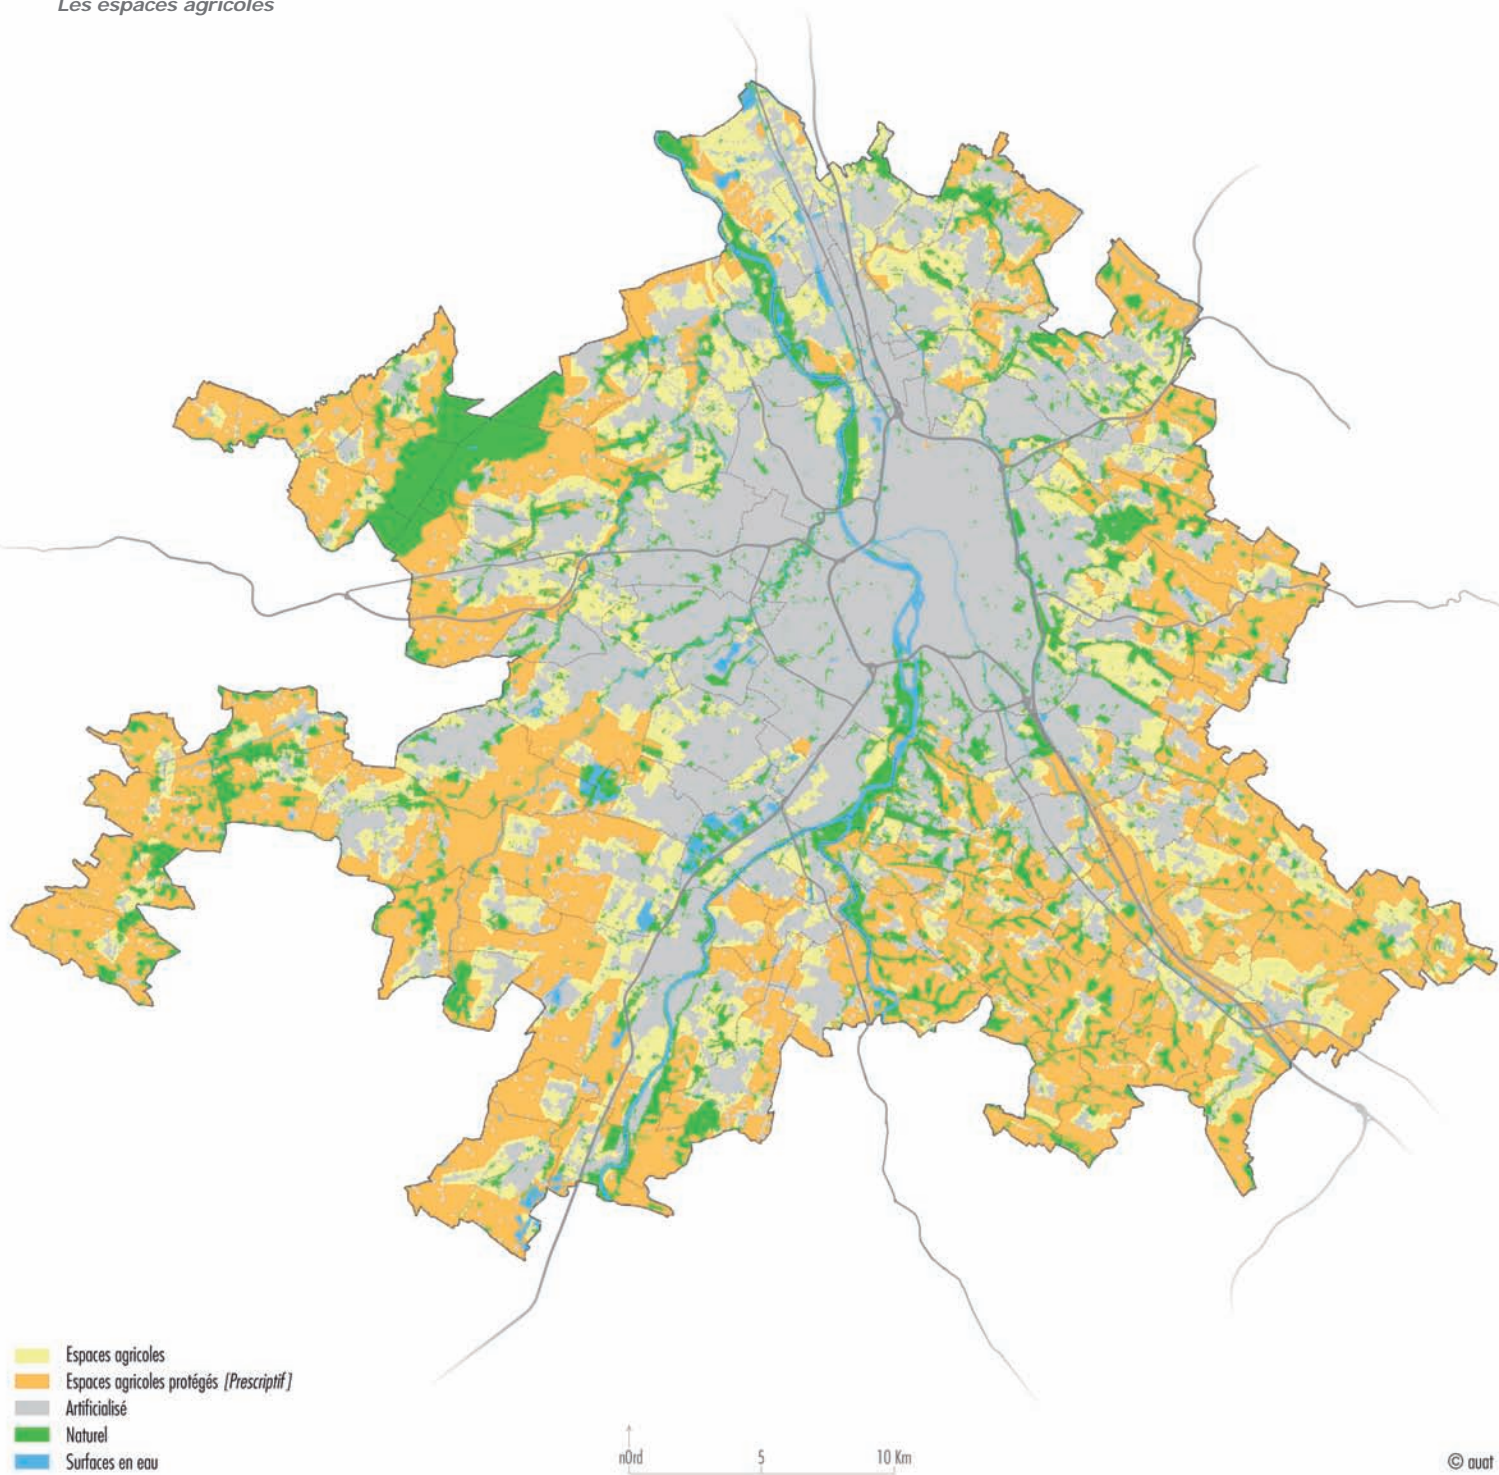 Les espaces agricoles
Espaces agricoles
Espaces agricoles protégés [Prescriptif]
Artificialisé
Naturel
Surfaces en eau
nOrd 5 10 Km
© auat